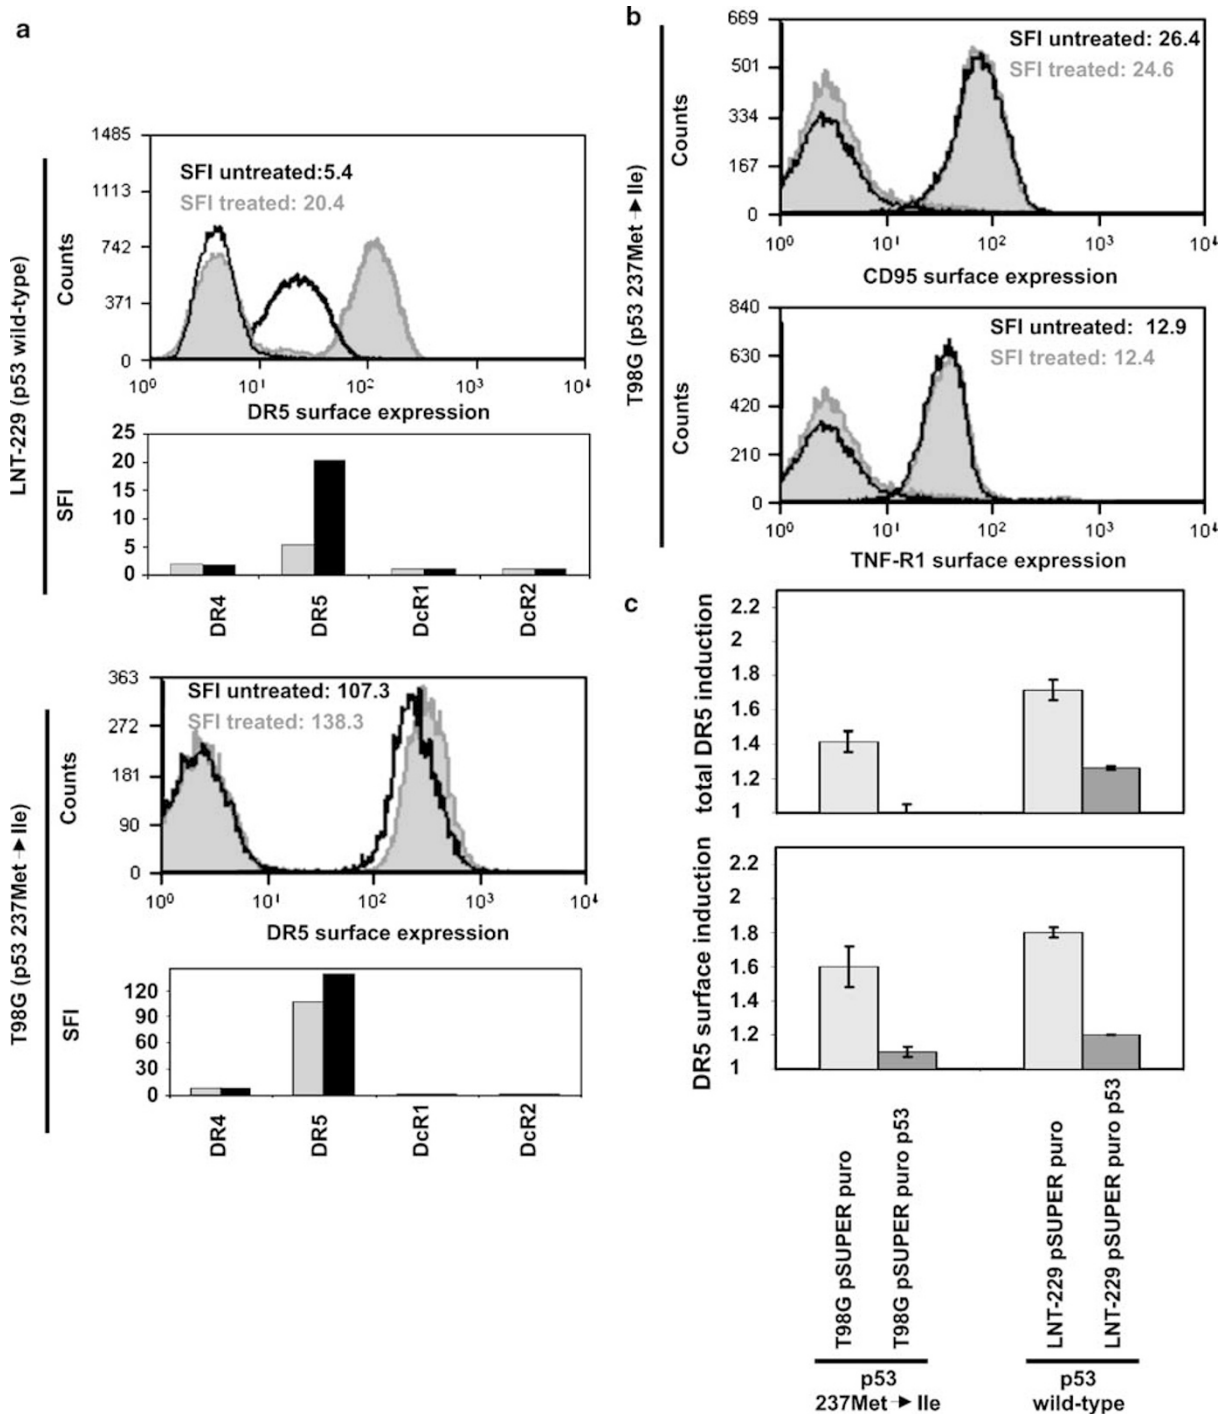 a
LNT-229 (p53 wild-type)
Counts
1485
1113
742
371
0
SFI untreated:5.4
SFI treated: 20.4
10⁰ 10¹ 10² 10³ 10⁴
DR5 surface expression
SFI
25
20
15
10
5
0
DR4 DR5 DcR1 DcR2
T98G (p53 237Met → Ile)
Counts
363
272
181
90
0
SFI untreated: 107.3
SFI treated: 138.3
10⁰ 10¹ 10² 10³ 10⁴
DR5 surface expression
SFI
120
90
60
30
0
DR4 DR5 DcR1 DcR2
b
T98G (p53 237Met → Ile)
Counts
669
501
334
167
0
SFI untreated: 26.4
SFI treated: 24.6
10⁰ 10¹ 10² 10³ 10⁴
CD95 surface expression
Counts
840
630
420
210
0
SFI untreated: 12.9
SFI treated: 12.4
10⁰ 10¹ 10² 10³ 10⁴
TNF-R1 surface expression
c
total DR5 induction
2.2
2
1.8
1.6
1.4
1.2
1
DR5 surface induction
2.2
2
1.8
1.6
1.4
1.2
1
T98G pSUPER puro
T98G pSUPER puro p53
LNT-229 pSUPER puro
LNT-229 pSUPER puro p53
p53
237Met → Ile
p53
wild-type